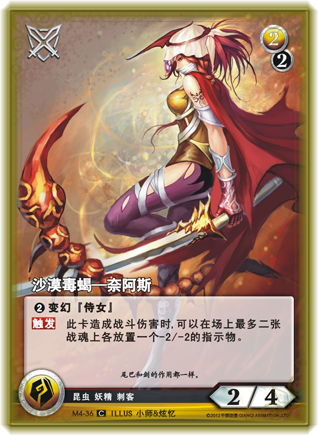 2
2
沙漠毒蝎—奈阿斯
2 变幻『侍女』
触发 此卡造成战斗伤害时,可以在场上最多二张
战魂上各放置一个-2/-2的指示物。
尾巴和剑的作用都一样。
昆虫 妖精 刺客
2 / 4
M4-36 C ILLUS 小师&炫忆